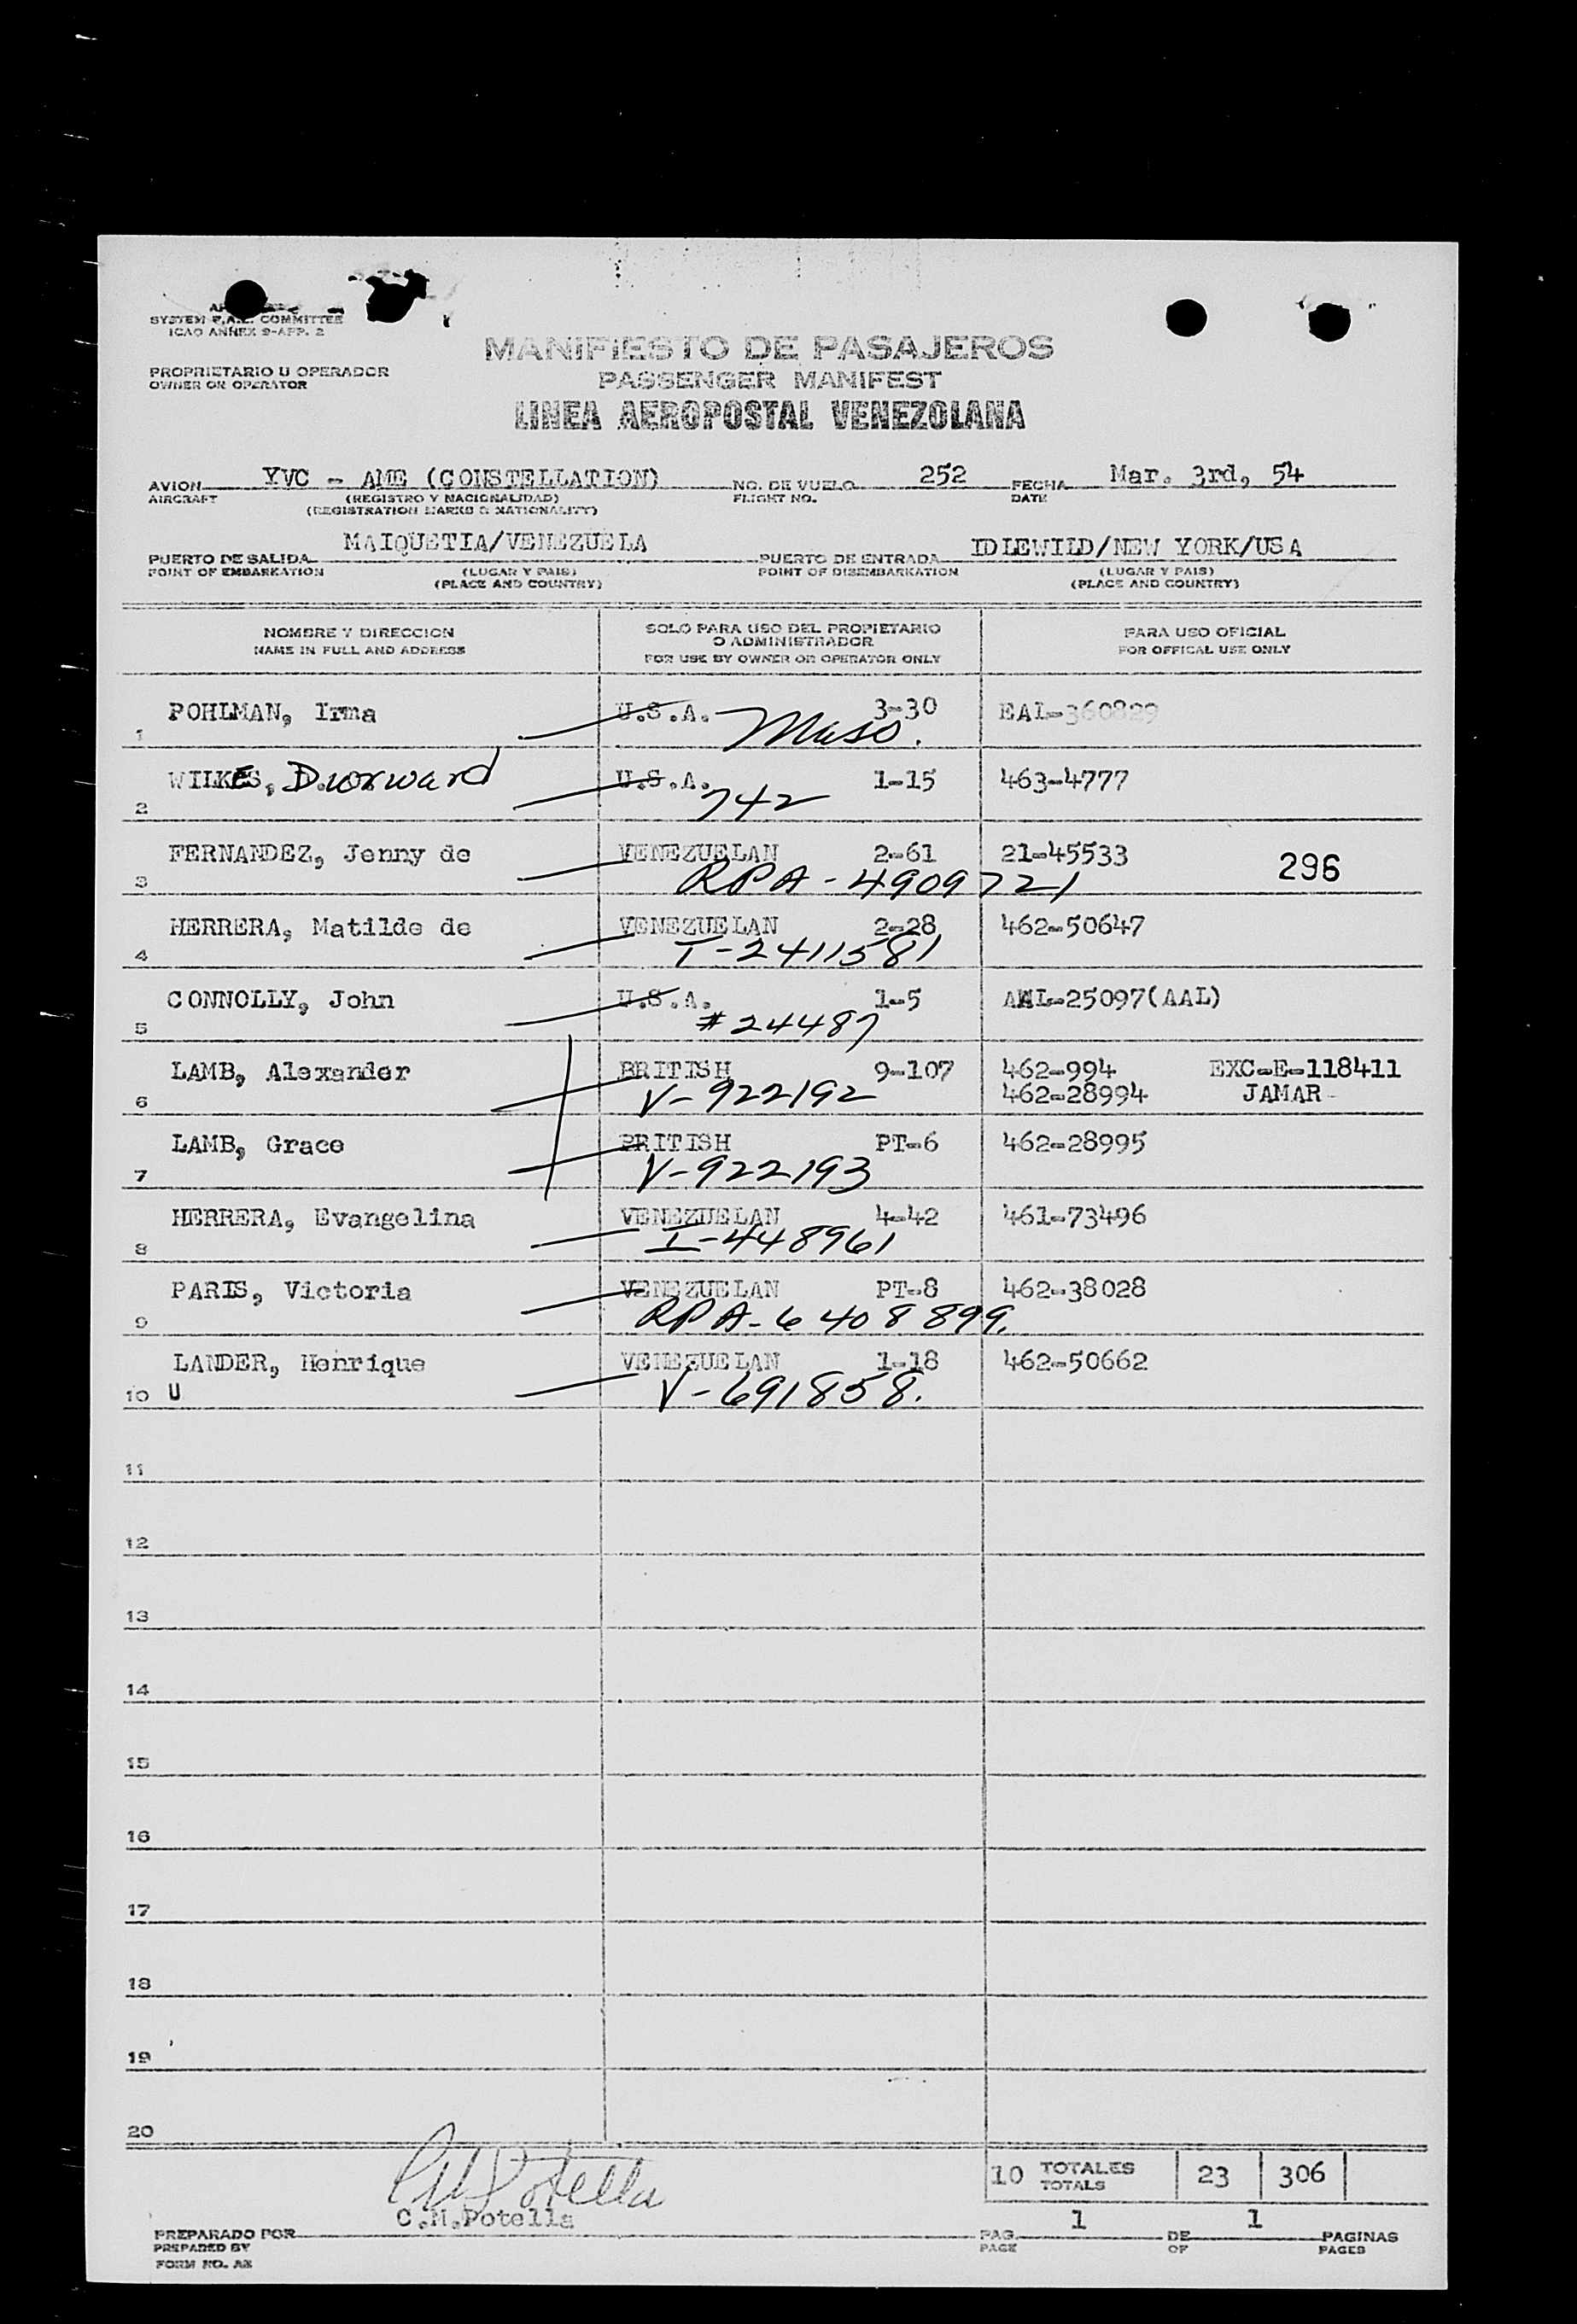 SYSTEM F.A.L. COMMITTEE
ICAO ANNEX 9-APP. 2
MANIFIESTO DE PASAJEROS
PROPRIETARIO U OPERADOR
OWNER OR OPERATOR
PASSENGER MANIFEST
LINEA AEROPOSTAL VENEZOLANA
AVION YVC - AME (CONSTELLATION) NO. DE VUELO 252 FECHA Mar. 3rd, 54
AIRCRAFT (REGISTRO Y NACIONALIDAD) FLIGHT NO. DATE
(REGISTRATION MARKS & NATIONALITY)
PUERTO DE SALIDA MAIQUETIA/VENEZUELA PUERTO DE ENTRADA IDLEWILD/NEW YORK/USA
POINT OF EMBARKATION (LUGAR Y PAIS) POINT OF DISEMBARKATION (LUGAR Y PAIS)
(PLACE AND COUNTRY) (PLACE AND COUNTRY)
NOMBRE Y DIRECCION SOLO PARA USO DEL PROPIETARIO O ADMINISTRADOR PARA USO OFICIAL
NAME IN FULL AND ADDRESS FOR USE BY OWNER OR OPERATOR ONLY FOR OFFICAL USE ONLY
1 POHLMAN, Irma U.S.A. 3-30 EAL-360829
2 WILKES, Durward U.S.A. 1-15 463-4777
742
3 FERNANDEZ, Jenny de VENEZUELAN 2-61 21-45533 296
RPA-4909721
4 HERRERA, Matilde de VENEZUELAN 2-28 462-50647
T-2411581
5 CONNOLLY, John U.S.A. 1-5 AAL-25097(AAL)
# 24487
6 LAMB, Alexander BRITISH 9-107 462-994 EXC-E-118411
V-922192 462-28994 JAMAR-
7 LAMB, Grace BRITISH PT-6 462-28995
V-922193
8 HERRERA, Evangelina VENEZUELAN 4-42 461-73496
I-448961
9 PARIS, Victoria VENEZUELAN PT-8 462-38028
RPA-6408899.
10 LANDER, Henrique VENEZUELAN 1-18 462-50662
U V-691858.
11
12
13
14
15
16
17
18
19
20
10 TOTALES 23 306
TOTALS
CM Potella
C.M.Potella
PREPARADO POR PAG. 1 DE 1 PAGINAS
PREPARED BY PAGE OF PAGES
FORM NO. A2